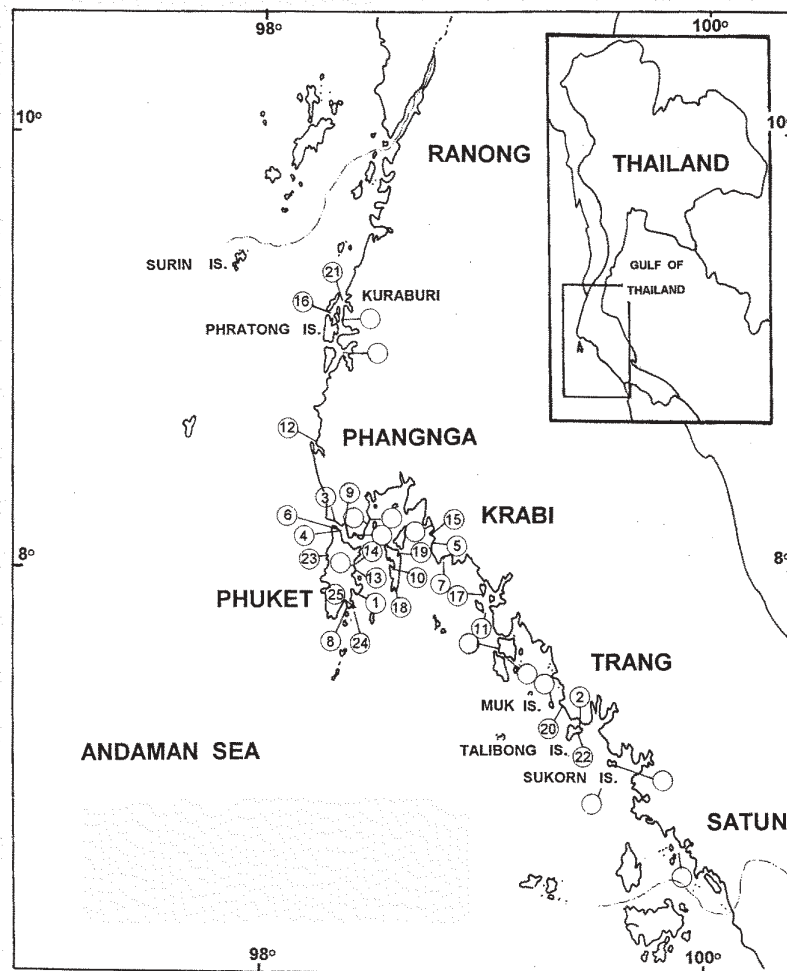 98°
100°
10°
10
RANONG
THAILAND
SURIN IS.
GULF OF
THAILAND
21
KURABURI
16
PHRATONG IS.
12
PHANGNGA
3
9
KRABI
6
15
4
14
19
5
8°
8
23
13
10
7
17
PHUKET
25
1
18
11
8
24
TRANG
2
MUK IS.
20
TALIBONG IS.
22
ANDAMAN SEA
SUKORN IS.
SATUN
98°
100°